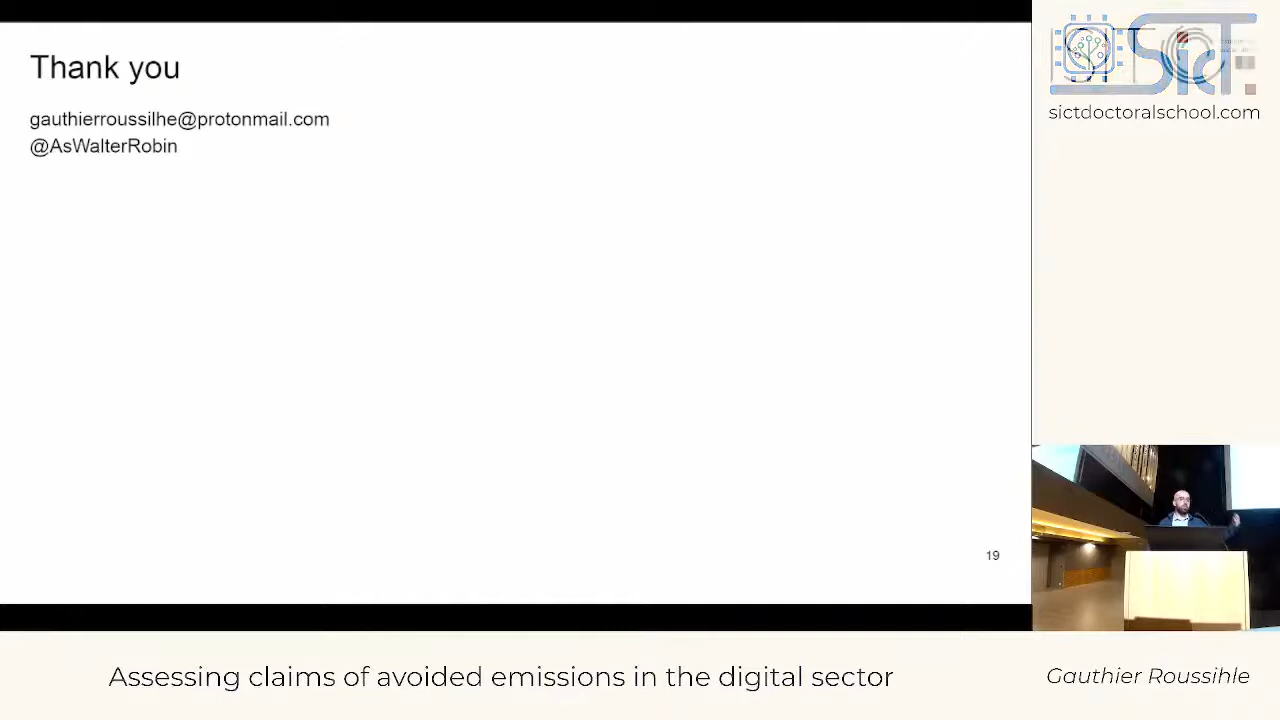 Thank you
gauthierroussilhe@protonmail.com
@AsWalterRobin
19
SICT
sictdoctoralschool.com
Assessing claims of avoided emissions in the digital sector
Gauthier Roussihle